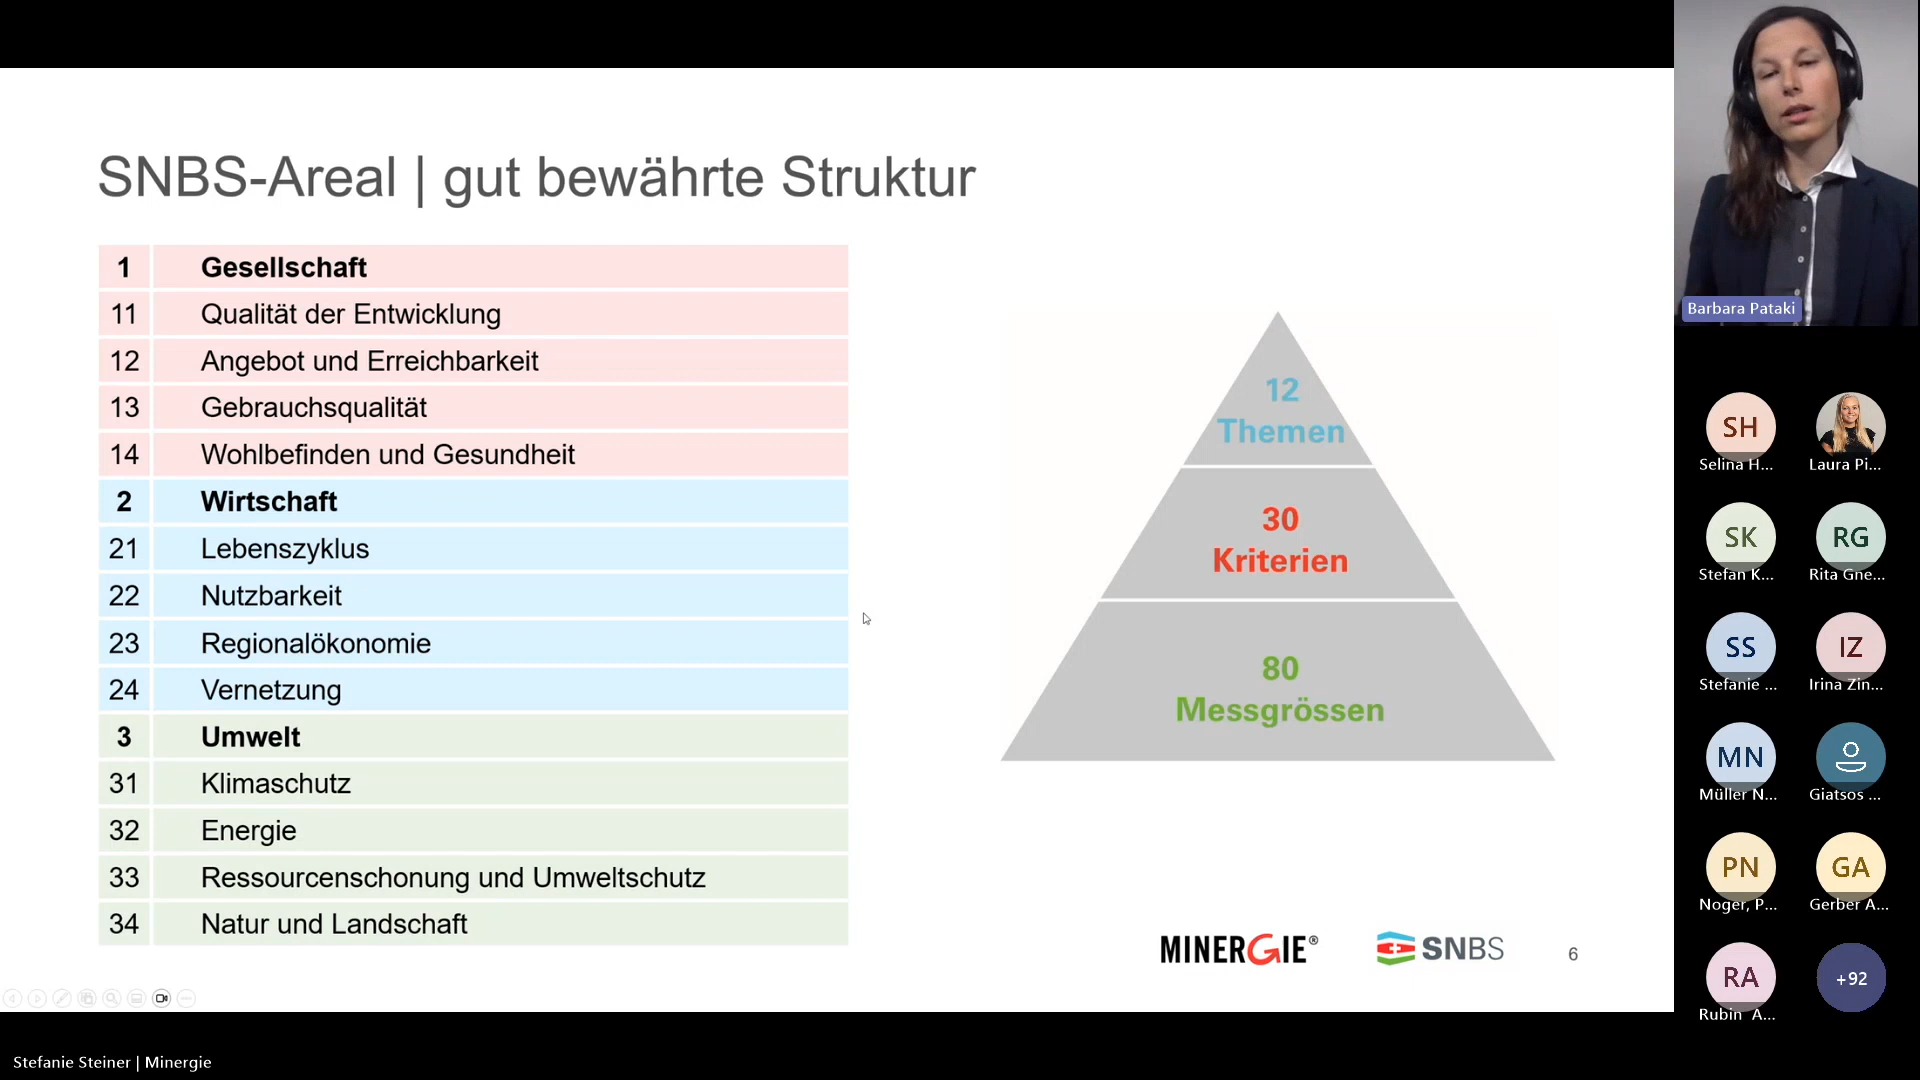 SNBS-Areal | gut bewährte Struktur
1 Gesellschaft
11 Qualität der Entwicklung
12 Angebot und Erreichbarkeit
13 Gebrauchsqualität
14 Wohlbefinden und Gesundheit
2 Wirtschaft
21 Lebenszyklus
22 Nutzbarkeit
23 Regionalökonomie
24 Vernetzung
3 Umwelt
31 Klimaschutz
32 Energie
33 Ressourcenschonung und Umweltschutz
34 Natur und Landschaft
12
Themen
30
Kriterien
80
Messgrössen
MINERGIE®
SNBS
6
Barbara Pataki
SH
Selina H...
Laura Pi...
SK
Stefan K...
RG
Rita Gne...
SS
Stefanie ...
IZ
Irina Zin...
MN
Müller N...
Giatsos ...
PN
Noger, P...
GA
Gerber A...
RA
Rubin A...
+92
Stefanie Steiner | Minergie